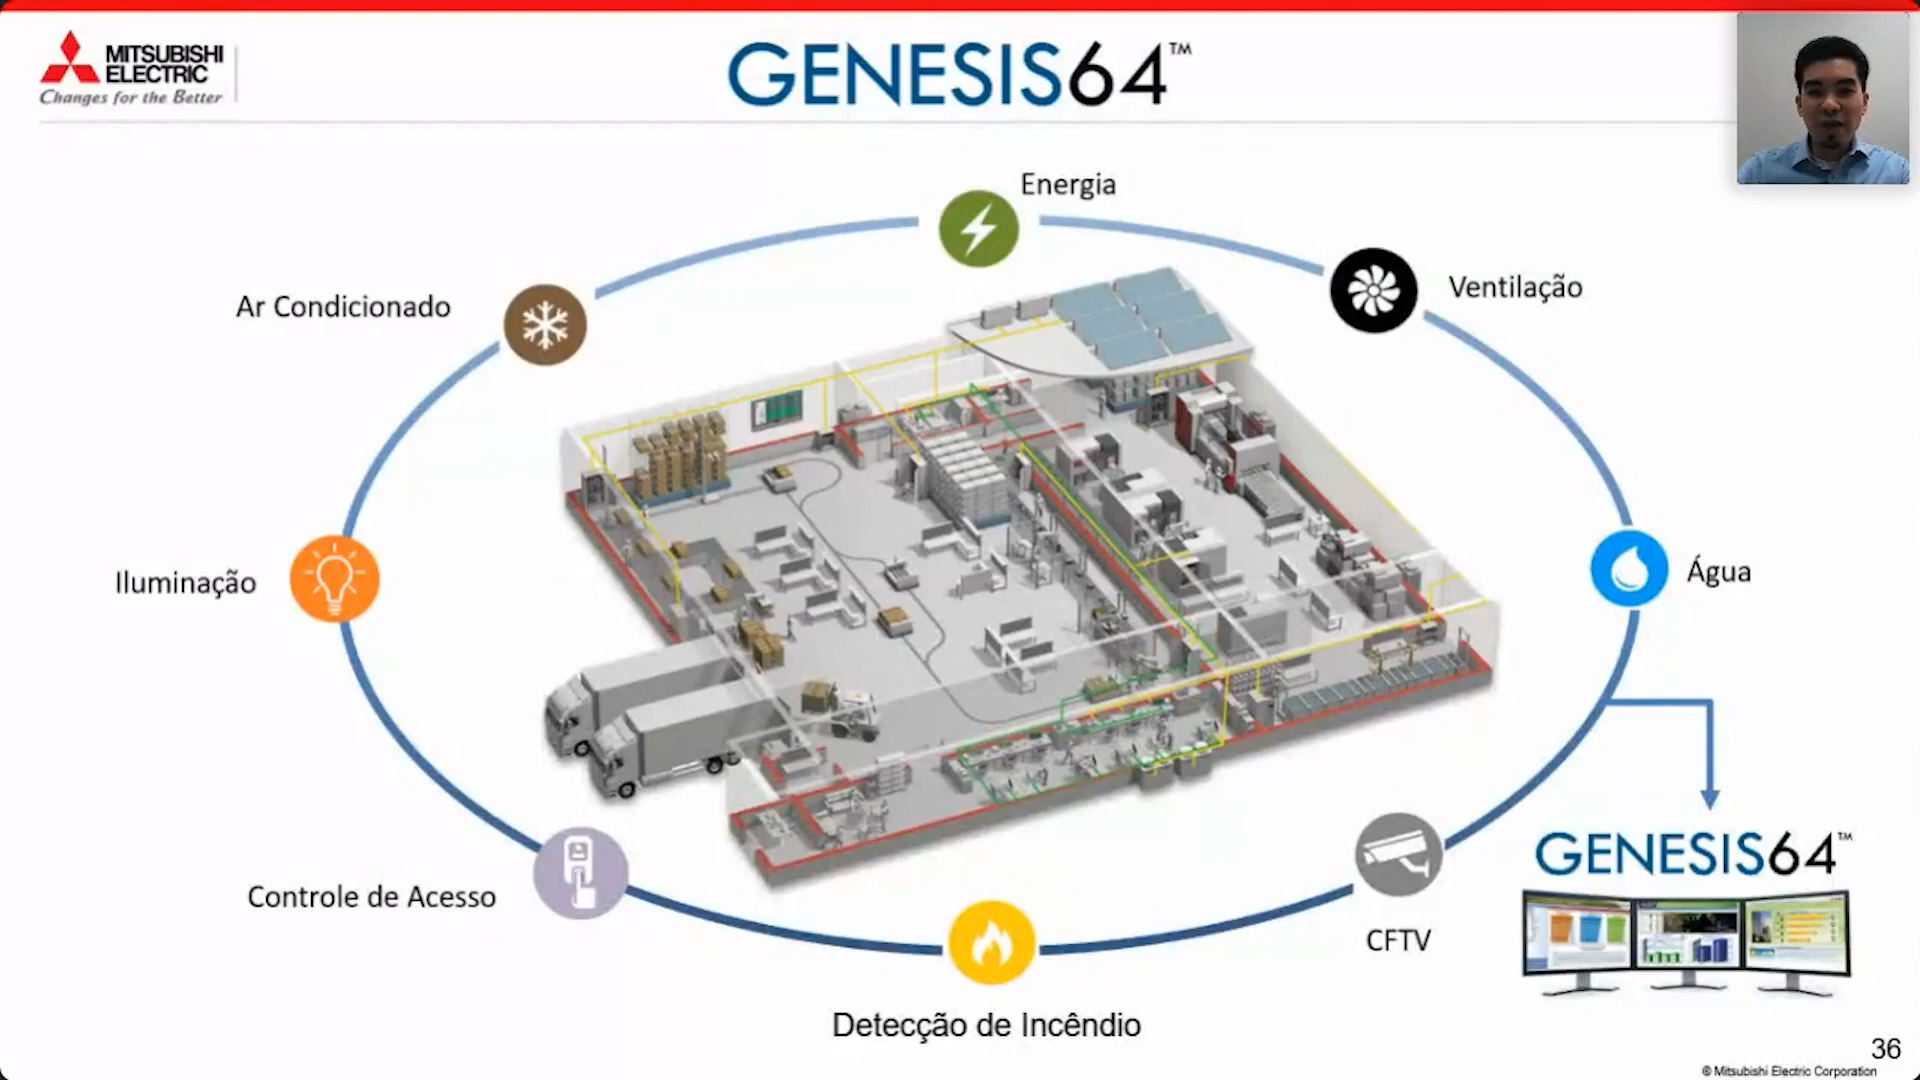 MITSUBISHI
ELECTRIC
Changes for the Better
GENESIS64™
Energia
Ventilação
Ar Condicionado
Água
Iluminação
GENESIS64™
Controle de Acesso
CFTV
Detecção de Incêndio
36
© Mitsubishi Electric Corporation